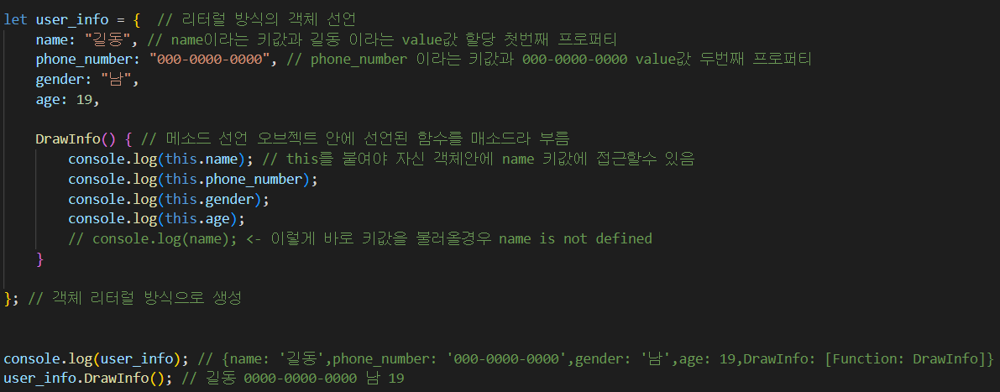 let user_info = {  // 리터럴 방식의 객체 선언
    name: "길동", // name이라는 키값과 길동 이라는 value값 할당 첫번째 프로퍼티
    phone_number: "000-0000-0000", // phone_number 이라는 키값과 000-0000-0000 value값 두번째 프로퍼티
    gender: "남",
    age: 19,
    DrawInfo() { // 메소드 선언 오브젝트 안에 선언된 함수를 매소드라 부름
        console.log(this.name); // this를 붙여야 자신 객체안에 name 키값에 접근할수 있음
        console.log(this.phone_number);
        console.log(this.gender);
        console.log(this.age);
        // console.log(name); <- 이렇게 바로 키값을 불러올경우 name is not defined
    }
}; // 객체 리터럴 방식으로 생성
console.log(user_info); // {name: '길동',phone_number: '000-0000-0000',gender: '남',age: 19,DrawInfo: [Function: DrawInfo]}
user_info.DrawInfo(); // 길동 0000-0000-0000 남 19